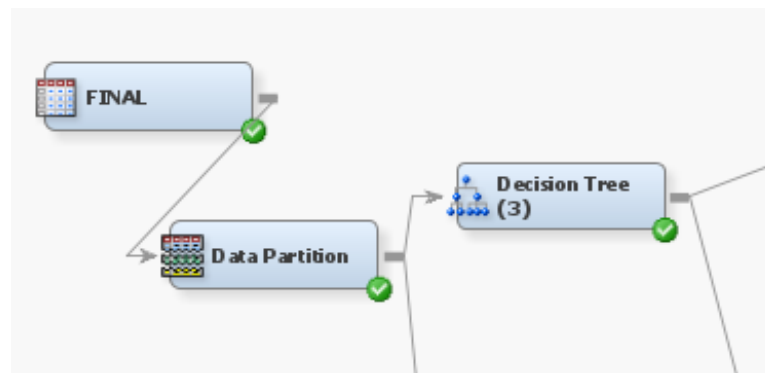 FINAL
Data Partition
Decision Tree
(3)